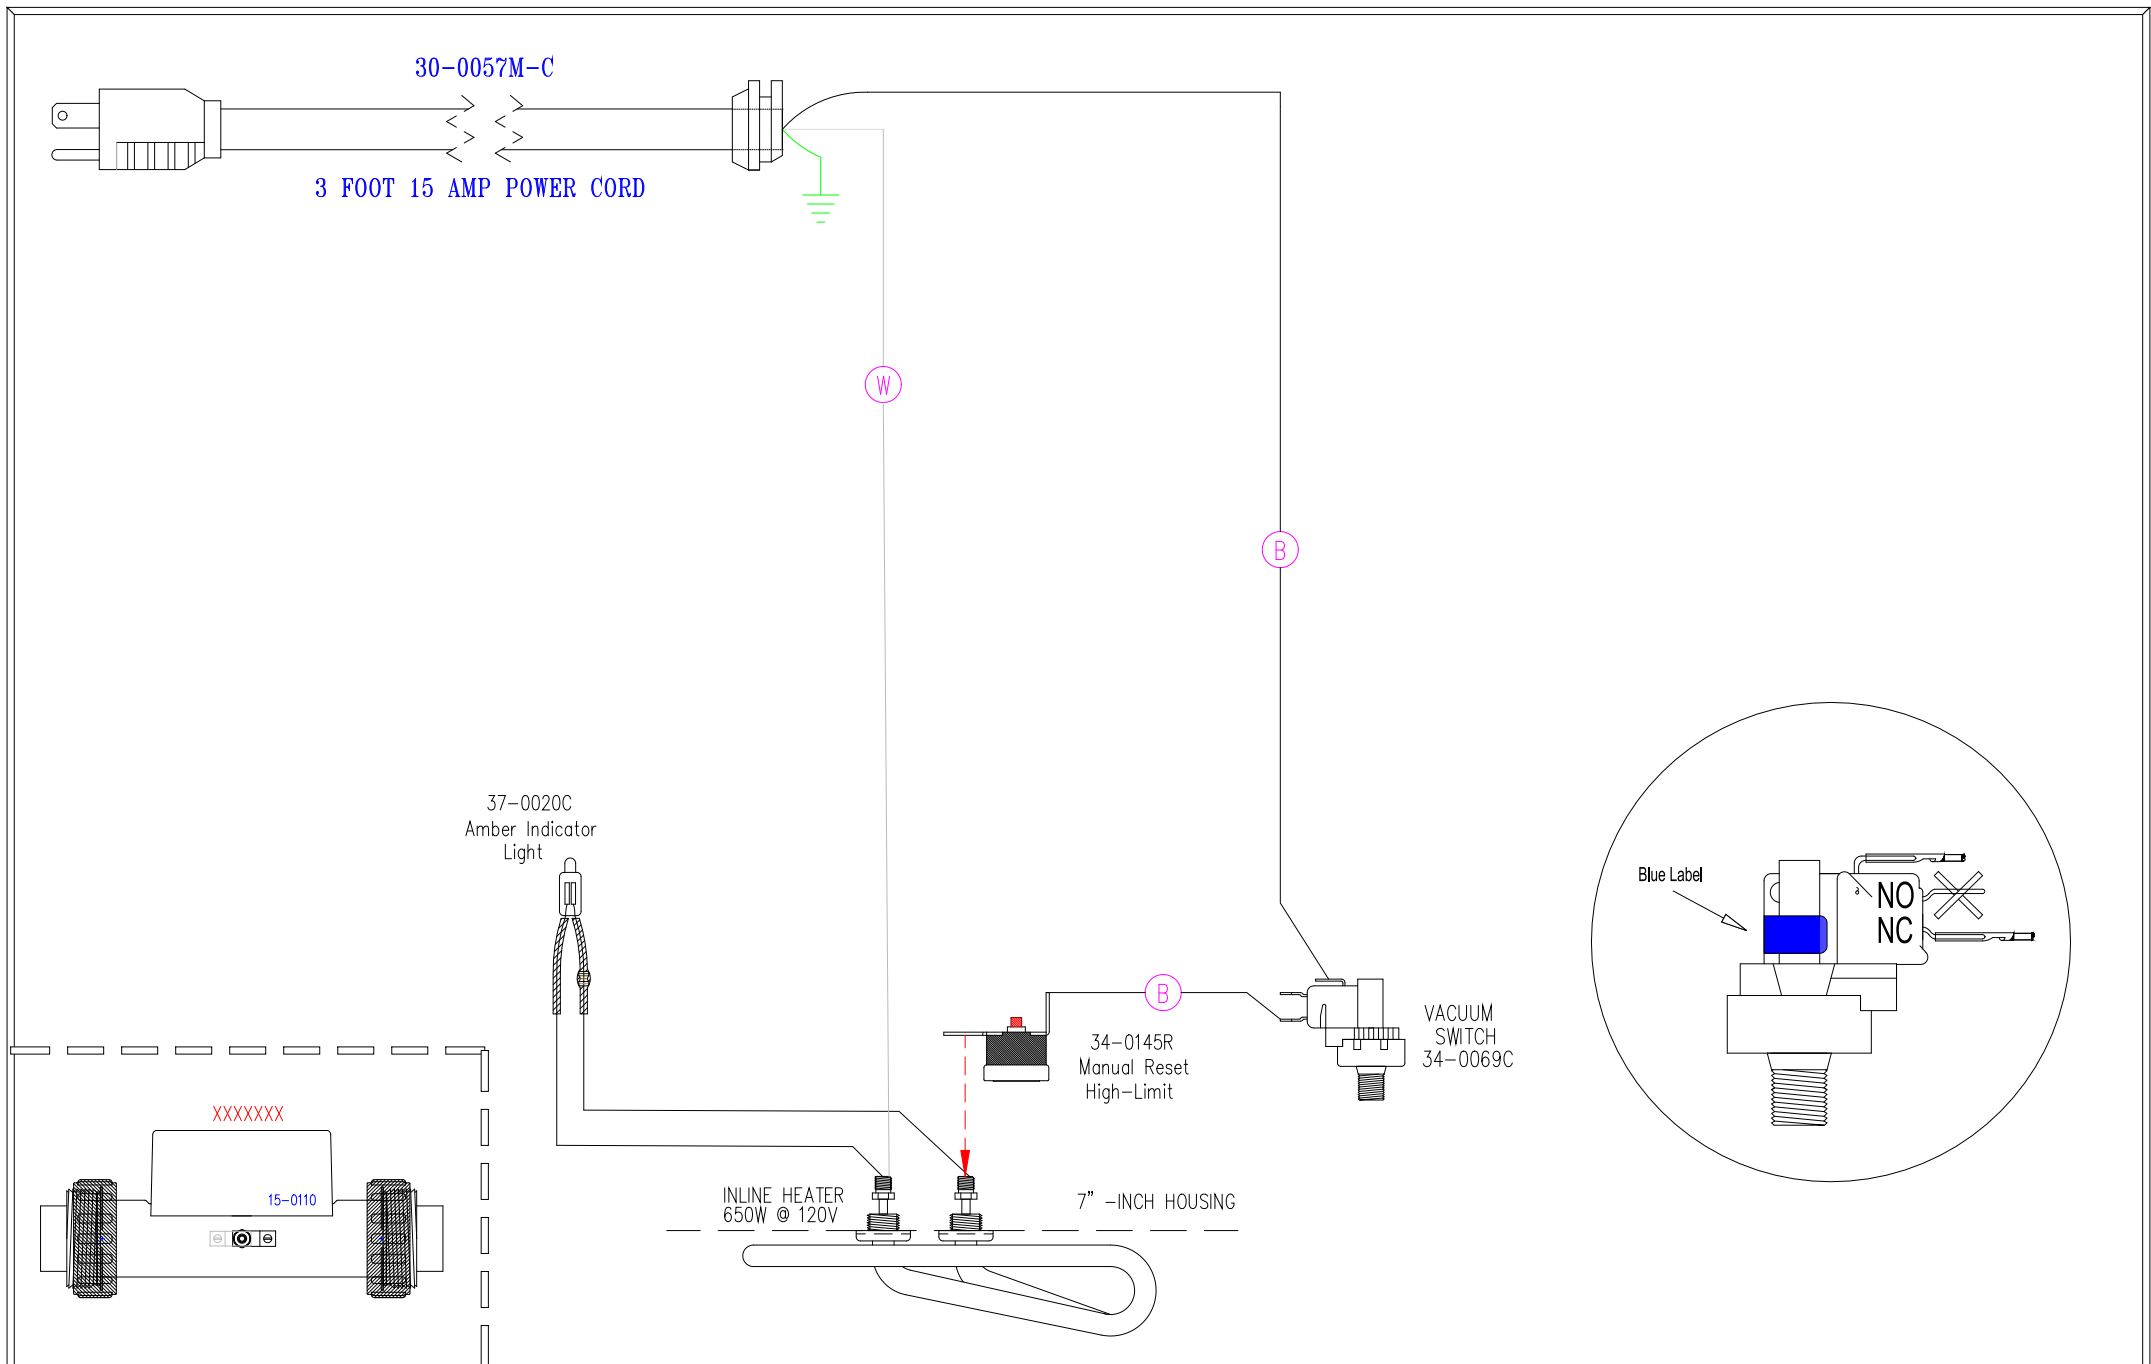 30-0057M-C
3 FOOT 15 AMP POWER CORD
W
B
37-0020C
Amber Indicator
Light
Blue Label
NO
NC
B
VACUUM
SWITCH
34-0069C
34-0145R
Manual Reset
High-Limit
XXXXXXX
15-0110
INLINE HEATER
650W @ 120V
7” -INCH HOUSING